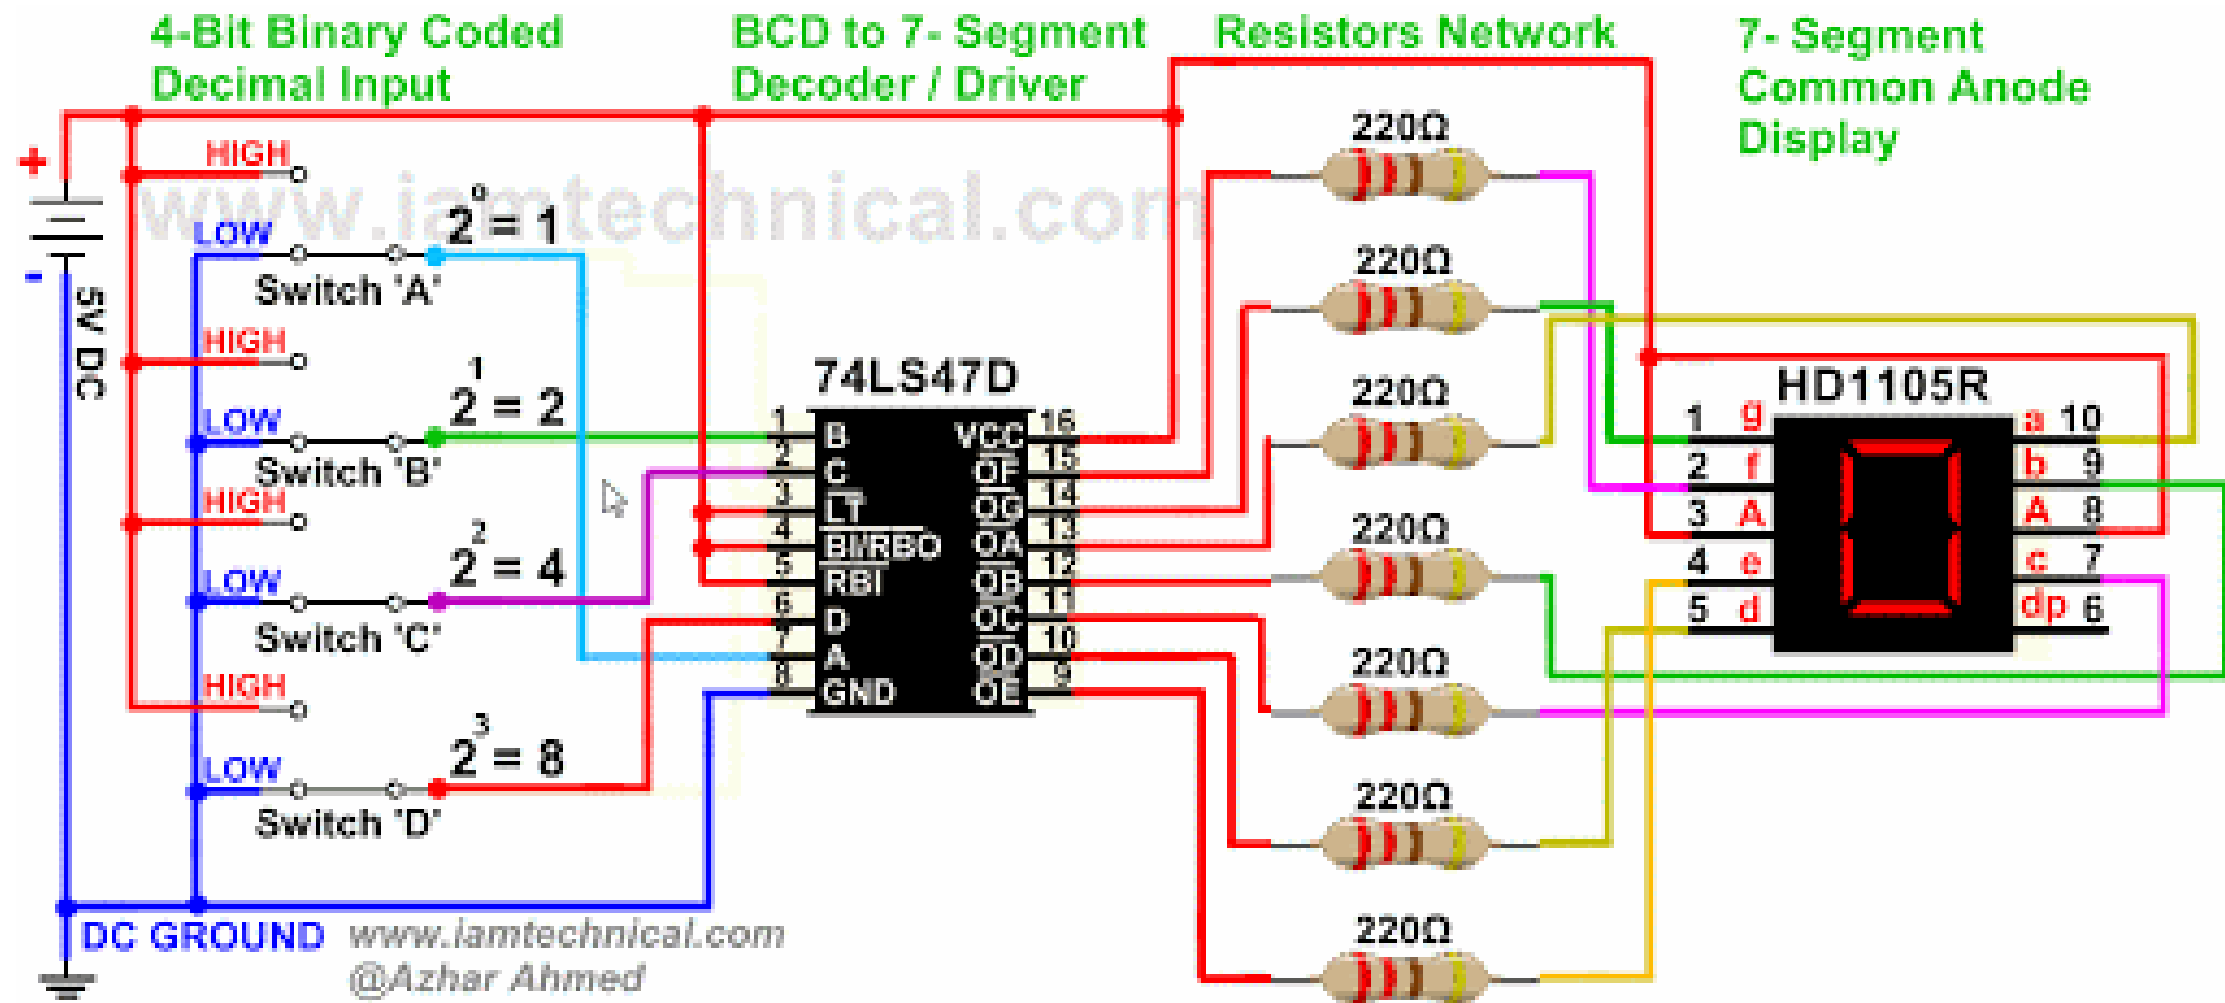 4-Bit Binary Coded
Decimal Input
BCD to 7- Segment
Decoder / Driver
Resistors Network
7- Segment
Common Anode
Display
www.iamtechnical.com
+
-
5V DC
HIGH
LOW
2⁰ = 1
Switch 'A'
HIGH
LOW
2¹ = 2
Switch 'B'
HIGH
LOW
2² = 4
Switch 'C'
HIGH
LOW
2³ = 8
Switch 'D'
DC GROUND
www.iamtechnical.com
@Azhar Ahmed
74LS47D
1 B VCC 16
2 C OF 15
3 LT OG 14
4 BI/RBO OA 13
5 RBI OB 12
6 D OC 11
7 A OD 10
8 GND OE 9
220Ω
220Ω
220Ω
220Ω
220Ω
220Ω
220Ω
HD1105R
1 g a 10
2 f b 9
3 A A 8
4 e c 7
5 d dp 6